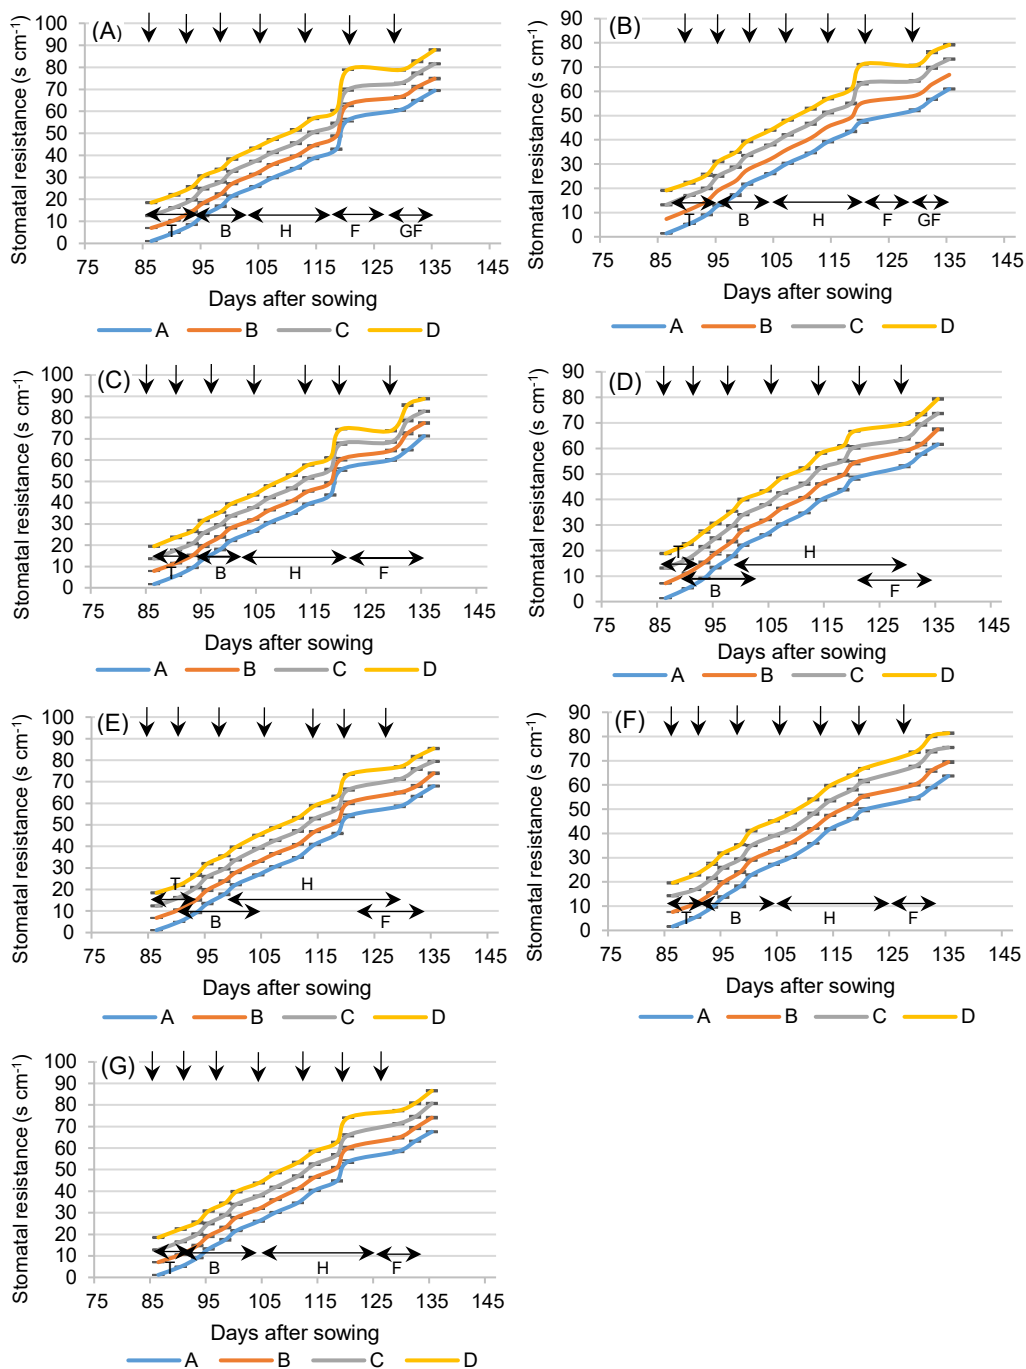 (A)
Stomatal resistance (s cm⁻¹)
100
90
80
70
60
50
40
30
20
10
0
T B H F GF
75 85 95 105 115 125 135 145
Days after sowing
A B C D
(B)
Stomatal resistance (s cm⁻¹)
90
80
70
60
50
40
30
20
10
0
T B H F GF
75 85 95 105 115 125 135 145
Days after sowing
A B C D
(C)
Stomatal resistance (s cm⁻¹)
100
90
80
70
60
50
40
30
20
10
0
T B H F
75 85 95 105 115 125 135 145
Days after sowing
A B C D
(D)
Stomatal resistance (s cm⁻¹)
90
80
70
60
50
40
30
20
10
0
T H
B F
75 85 95 105 115 125 135 145
Days after sowing
A B C D
(E)
Stomatal resistance (s cm⁻¹)
100
90
80
70
60
50
40
30
20
10
0
T H
B F
75 85 95 105 115 125 135 145
Days after sowing
A B C D
(F)
Stomatal resistance (s cm⁻¹)
90
80
70
60
50
40
30
20
10
0
T B H F
75 85 95 105 115 125 135 145
Days after sowing
A B C D
(G)
Stomatal resistance (s cm⁻¹)
100
90
80
70
60
50
40
30
20
10
0
T B H F
75 85 95 105 115 125 135 145
Days after sowing
A B C D